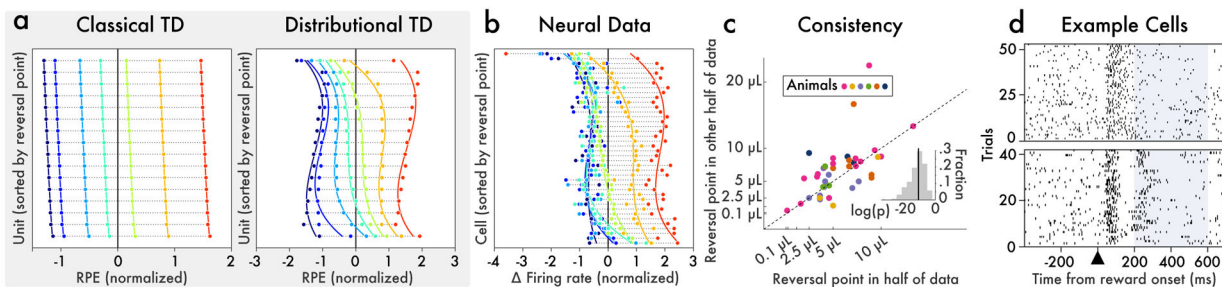 a
Classical TD
Distributional TD
Unit (sorted by reversal point)
-1
0
1
2
RPE (normalized)
Unit (sorted by reversal point)
-3
-2
-1
0
1
2
3
RPE (normalized)
b
Neural Data
Cell (sorted by reversal point)
-4
-2
0
2
4
Δ Firing rate (normalized)
c
Consistency
Reversal point in other half of data
20 µL
10 µL
5 µL
2.5 µL
0.1 µL
Animals
.3
.2
.1
0
Fraction
log(p)
-20
0
0.1 µL
2.5 µL
5 µL
10 µL
Reversal point in half of data
d
Example Cells
Trials
50
25
0
40
20
0
-200
0
200
400
600
Time from reward onset (ms)